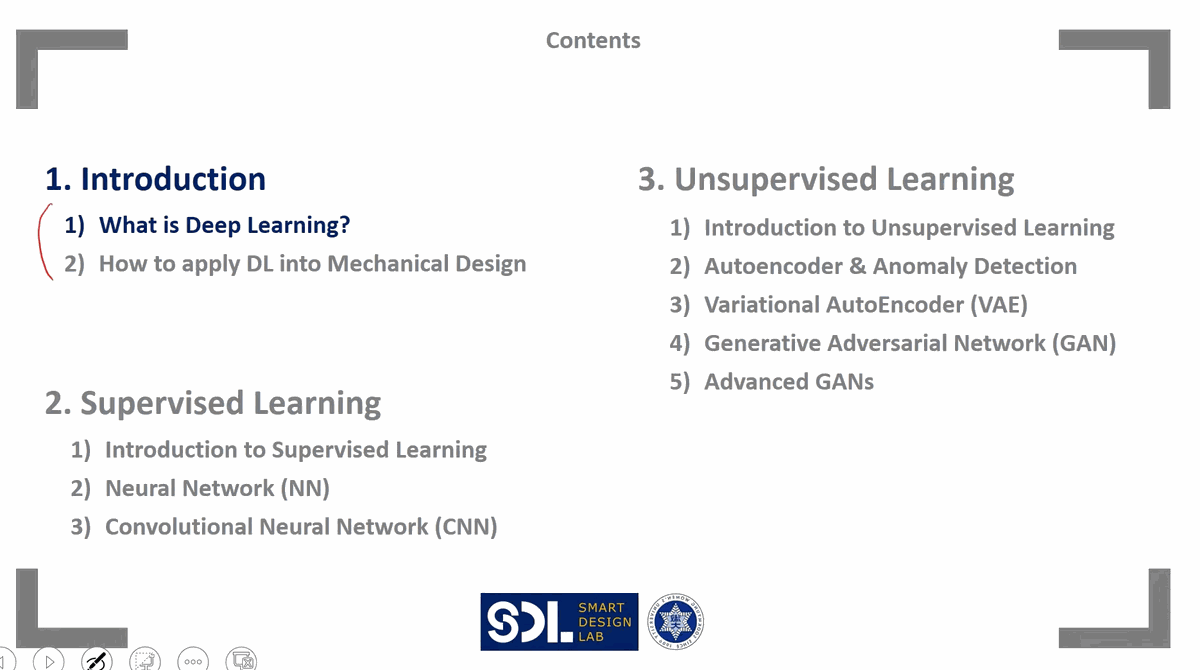 Contents
1. Introduction
1) What is Deep Learning?
2) How to apply DL into Mechanical Design
2. Supervised Learning
1) Introduction to Supervised Learning
2) Neural Network (NN)
3) Convolutional Neural Network (CNN)
3. Unsupervised Learning
1) Introduction to Unsupervised Learning
2) Autoencoder & Anomaly Detection
3) Variational AutoEncoder (VAE)
4) Generative Adversarial Network (GAN)
5) Advanced GANs
SDL
SMART
DESIGN
LAB